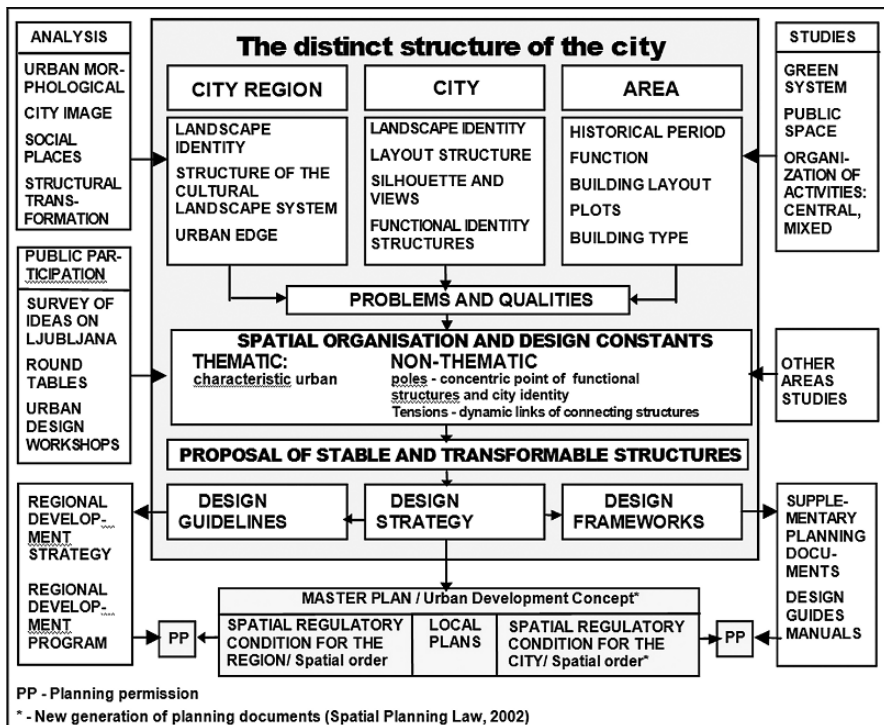 The distinct structure of the city
ANALYSIS
URBAN MOR-
PHOLOGICAL
CITY IMAGE
SOCIAL
PLACES
STRUCTURAL
TRANS-
FORMATION
CITY REGION
LANDSCAPE
IDENTITY
STRUCTURE OF THE
CULTURAL
LANDSCAPE SYSTEM
URBAN EDGE
CITY
LANDSCAPE IDENTITY
LAYOUT STRUCTURE
SILHOUETTE AND
VIEWS
FUNCTIONAL IDENTITY
STRUCTURES
AREA
HISTORICAL PERIOD
FUNCTION
BUILDING LAYOUT
PLOTS
BUILDING TYPE
STUDIES
GREEN
SYSTEM
PUBLIC
SPACE
ORGANI-
ZATION OF
ACTIVITIES:
CENTRAL,
MIXED
PUBLIC PAR-
TICIPATION
SURVEY OF
IDEAS ON
LJUBLJANA
ROUND
TABLES
URBAN
DESIGN
WORKSHOPS
PROBLEMS AND QUALITIES
SPATIAL ORGANISATION AND DESIGN CONSTANTS
THEMATIC:
characteristic urban
NON-THEMATIC
poles - concentric point of functional
structures and city identity
Tensions - dynamic links of connecting structures
OTHER
AREAS
STUDIES
PROPOSAL OF STABLE AND TRANSFORMABLE STRUCTURES
REGIONAL
DEVELOP-
MENT
STRATEGY
REGIONAL
DEVELOP-
MENT
PROGRAM
DESIGN
GUIDELINES
DESIGN
STRATEGY
DESIGN
FRAMEWORKS
SUPPLE-
MENTARY
PLANNING
DOCU-
MENTS
DESIGN
GUIDES
MANUALS
MASTER PLAN / Urban Development Concept*
PP
SPATIAL REGULATORY
CONDITION FOR THE
REGION/ Spatial order
LOCAL
PLANS
SPATIAL REGULATORY
CONDITION FOR THE
CITY/ Spatial order*
PP
PP - Planning permission
* - New generation of planning documents (Spatial Planning Law, 2002)